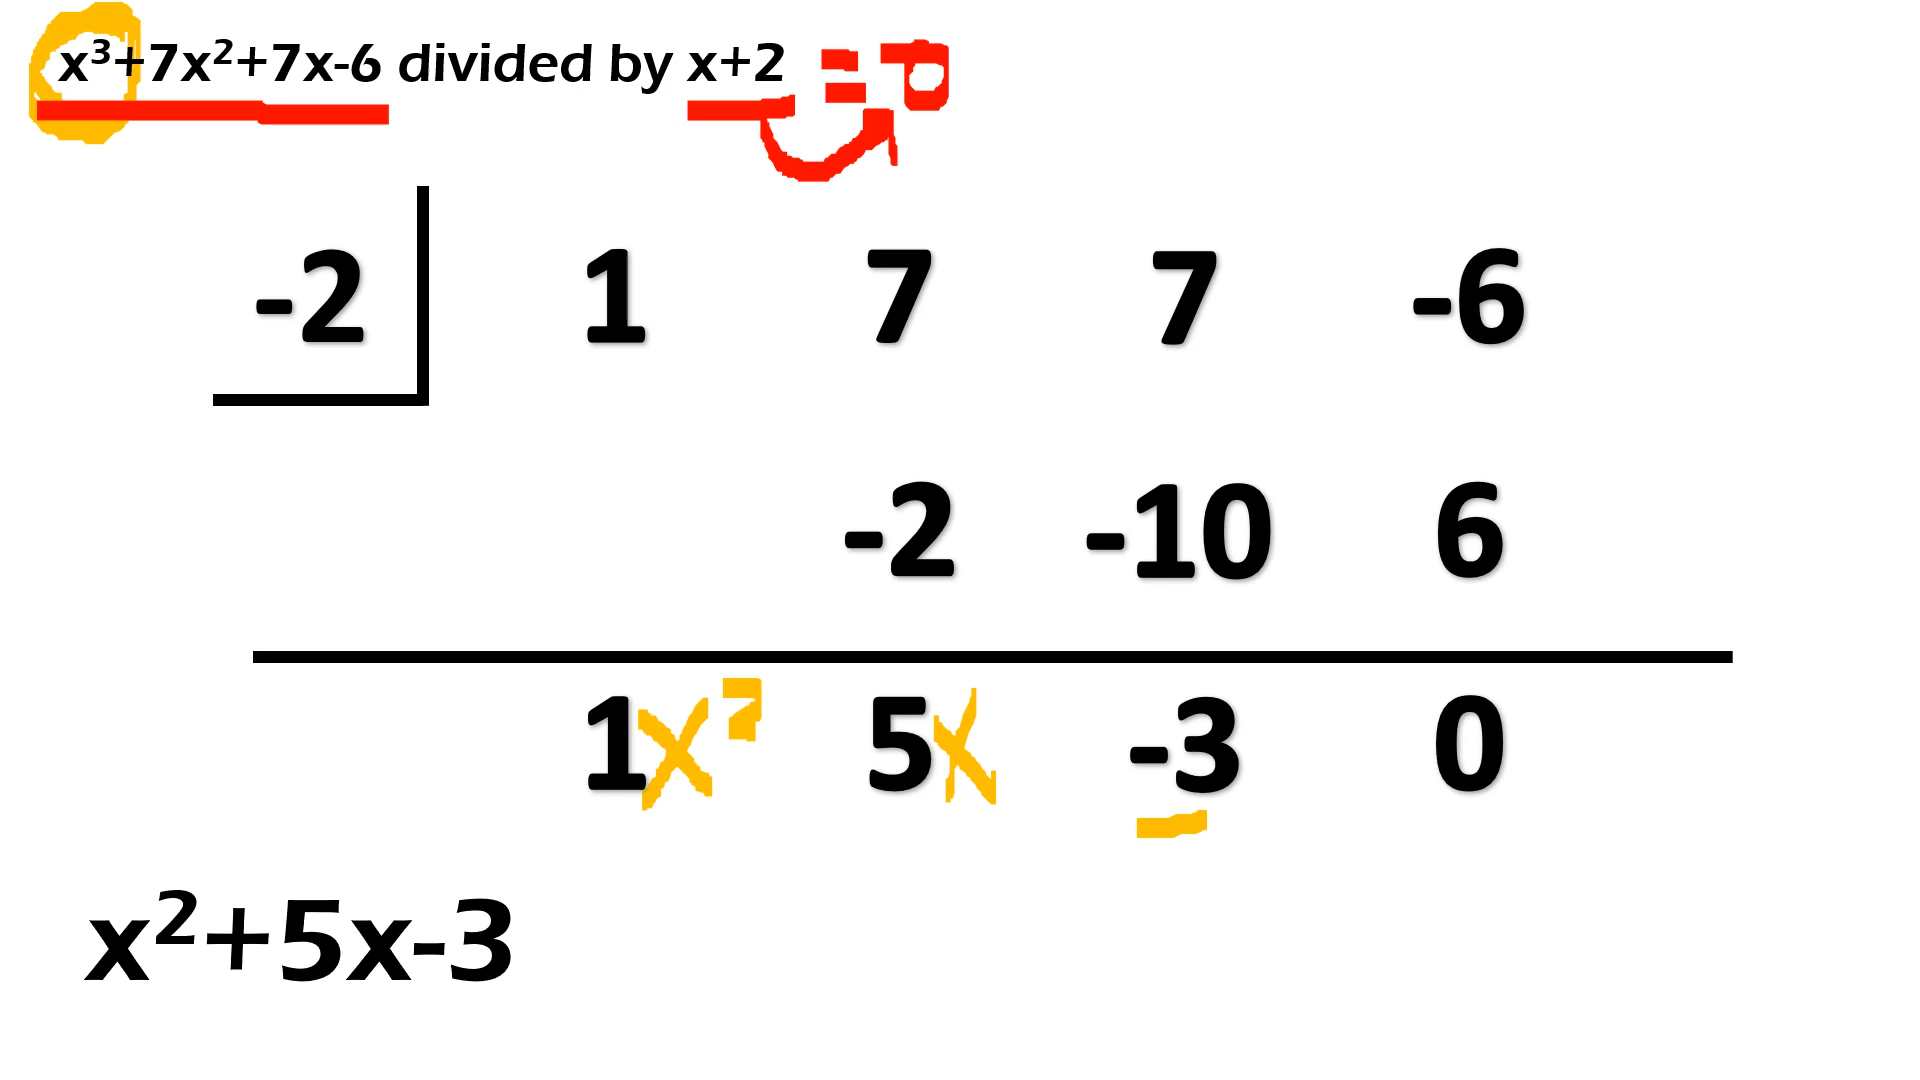 x³+7x²+7x-6 divided by x+2 = 0
-2 1 7 7 -6
-2 -10 6
1x² 5x -3 0
x²+5x-3